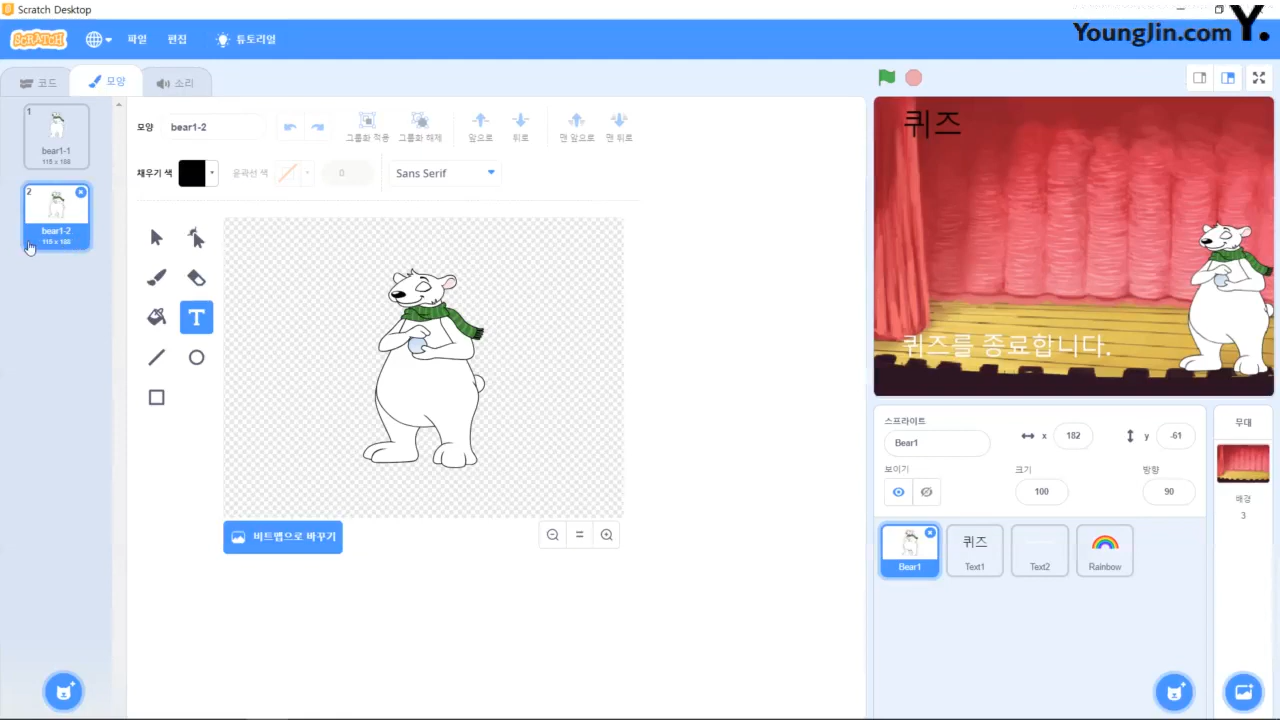 Scratch Desktop
SCRATCH
파일
편집
튜토리얼
YoungJin.com Y.
코드
모양
소리
1
bear1-1
115 x 188
2
bear1-2
115 x 188
모양
bear1-2
그룹화 적용
그룹화 해제
앞으로
뒤로
맨 앞으로
맨 뒤로
채우기 색
윤곽선 색
0
Sans Serif
T
비트맵으로 바꾸기
퀴즈
퀴즈를 종료합니다.
스프라이트
Bear1
x
182
y
-61
보이기
크기
100
방향
90
Bear1
퀴즈
Text1
Text2
Rainbow
무대
배경
3